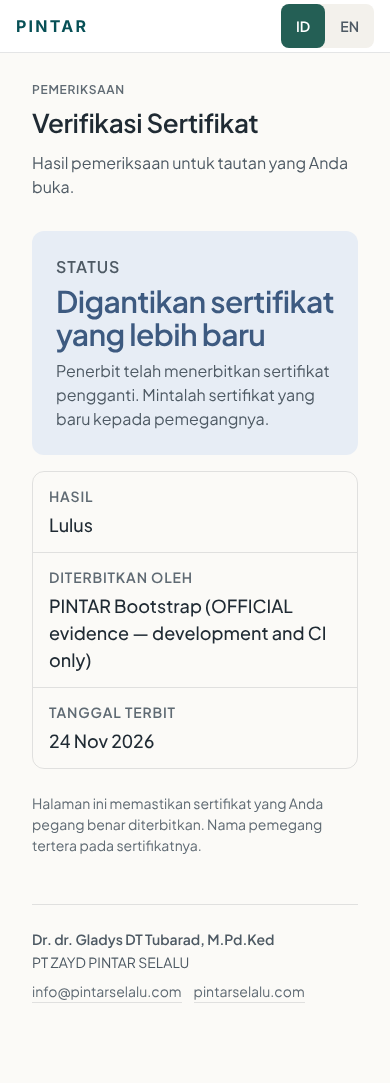 PINTAR
ID
EN
PEMERIKSAAN
Verifikasi Sertifikat
Hasil pemeriksaan untuk tautan yang Anda
buka.
STATUS
Digantikan sertifikat
yang lebih baru
Penerbit telah menerbitkan sertifikat
pengganti. Mintalah sertifikat yang
baru kepada pemegangnya.
HASIL
Lulus
DITERBITKAN OLEH
PINTAR Bootstrap (OFFICIAL
evidence — development and CI
only)
TANGGAL TERBIT
24 Nov 2026
Halaman ini memastikan sertifikat yang Anda
pegang benar diterbitkan. Nama pemegang
tertera pada sertifikatnya.
Dr. dr. Gladys DT Tubarad, M.Pd.Ked
PT ZAYD PINTAR SELALU
info@pintarselalu.com pintarselalu.com